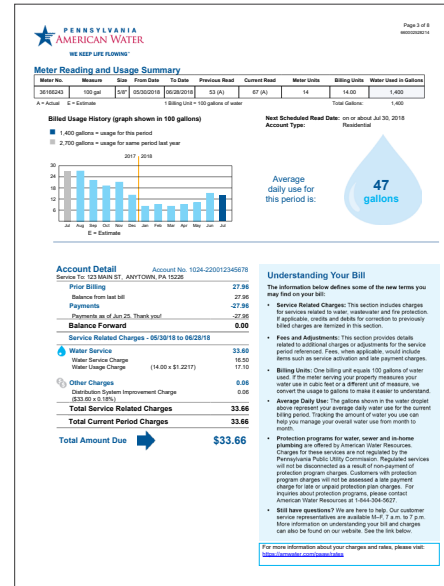 Page 3 of 8
660002528214
PENNSYLVANIA
AMERICAN WATER
WE KEEP LIFE FLOWING™
Meter Reading and Usage Summary
Meter No. Measure Size From Date To Date Previous Read Current Read Meter Units Billing Units Water Used in Gallons
36166243 100 gal 5/8" 05/30/2018 06/28/2018 53 (A) 67 (A) 14 14.00 1,400
A = Actual E = Estimate 1 Billing Unit = 100 gallons of water Total Gallons: 1,400
Billed Usage History (graph shown in 100 gallons)
1,400 gallons = usage for this period
2,700 gallons = usage for same period last year
2017 2018
30
24
18
12
6
Jul Aug Sep Oct Nov Dec Jan Feb Mar Apr May Jun Jul
E = Estimate
Next Scheduled Read Date: on or about Jul 30, 2018
Account Type: Residential
Average
daily use for
this period is:
47
gallons
Account Detail Account No. 1024-220012345678
Service To: 123 MAIN ST, ANYTOWN, PA 15226
Prior Billing 27.96
Balance from last bill 27.96
Payments -27.96
Payments as of Jun 25. Thank you! -27.96
Balance Forward 0.00
Service Related Charges - 05/30/18 to 06/28/18
Water Service 33.60
Water Service Charge 16.50
Water Usage Charge (14.00 x $1.2217) 17.10
Other Charges 0.06
Distribution System Improvement Charge 0.06
($33.60 x 0.18%)
Total Service Related Charges 33.66
Total Current Period Charges 33.66
Total Amount Due $33.66
Understanding Your Bill
The information below defines some of the new terms you
may find on your bill:
• Service Related Charges: This section includes charges
for services related to water, wastewater and fire protection.
If applicable, credits and debits for correction to previously
billed charges are itemized in this section.
• Fees and Adjustments: This section provides details
related to additional charges or adjustments for the service
period referenced. Fees, when applicable, would include
items such as service activation and late payment charges.
• Billing Units: One billing unit equals 100 gallons of water
used. If the meter serving your property measures your
water use in cubic feet or a different unit of measure, we
convert the usage to gallons to make it easier to understand.
• Average Daily Use: The gallons shown in the water droplet
above represent your average daily water use for the current
billing period. Tracking the amount of water you use can
help you manage your overall water use from month to
month.
• Protection programs for water, sewer and in-home
plumbing are offered by American Water Resources.
Charges for these services are not regulated by the
Pennsylvania Public Utility Commission. Regulated services
will not be disconnected as a result of non-payment of
protection program charges. Customers with protection
program charges will not be assessed a late payment
charge for late or unpaid protection plan charges. For
inquiries about protection programs, please contact
American Water Resources at 1-844-304-5627.
• Still have questions? We are here to help. Our customer
service representatives are available M–F, 7 a.m. to 7 p.m.
More information on understanding your bill and charges
can also be found on our website. See the link below.
For more information about your charges and rates, please visit: